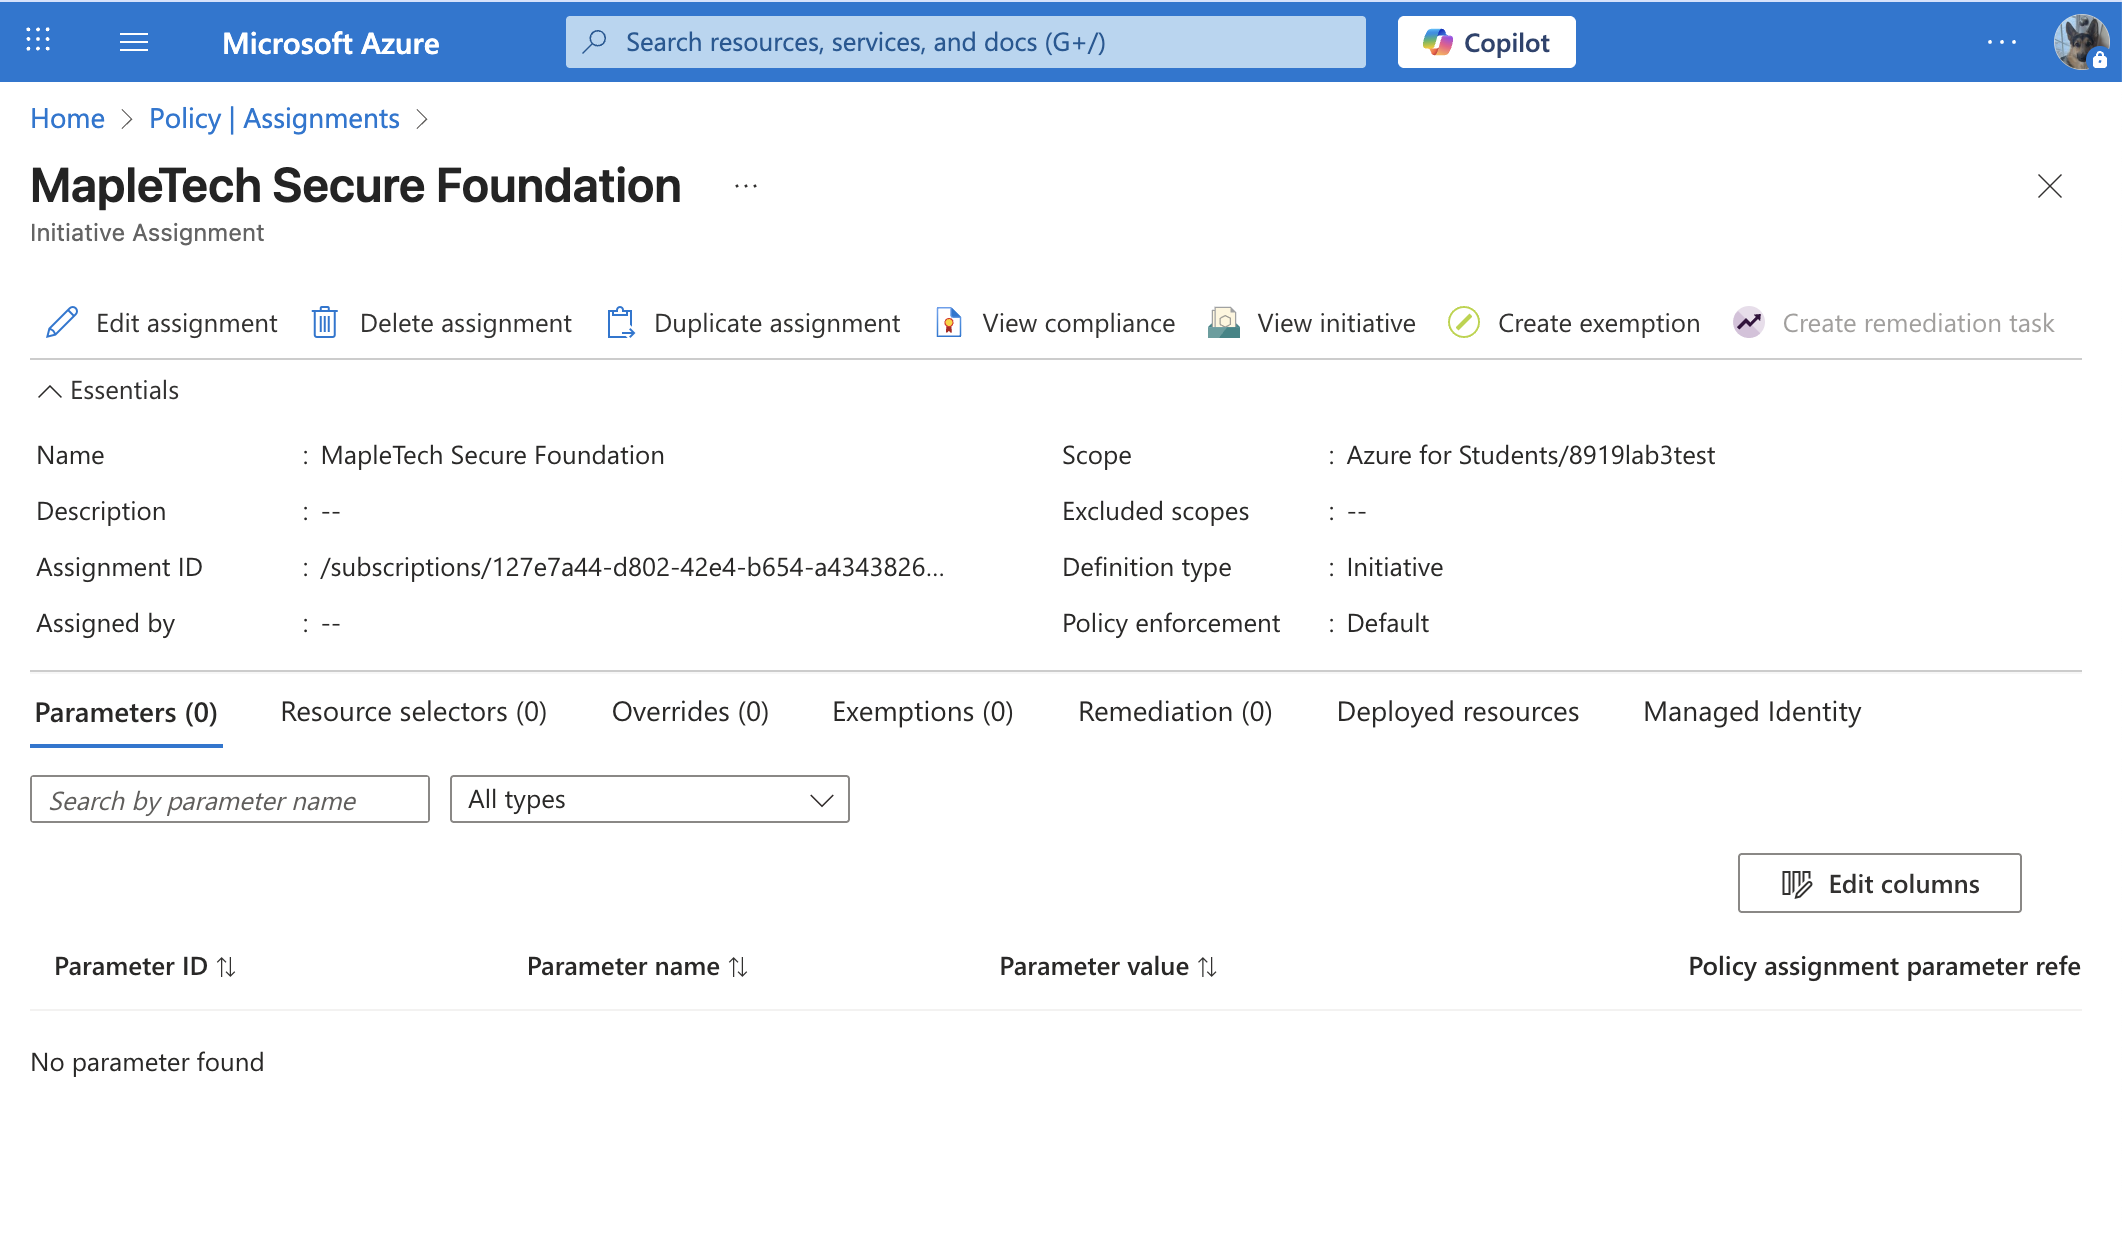 Microsoft Azure
Search resources, services, and docs (G+/)
Copilot
Home > Policy | Assignments >
MapleTech Secure Foundation ...
Initiative Assignment
Edit assignment Delete assignment Duplicate assignment View compliance View initiative Create exemption Create remediation task
Essentials
Name : MapleTech Secure Foundation
Scope : Azure for Students/8919lab3test
Description : --
Excluded scopes : --
Assignment ID : /subscriptions/127e7a44-d802-42e4-b654-a4343826...
Definition type : Initiative
Assigned by : --
Policy enforcement : Default
Parameters (0) Resource selectors (0) Overrides (0) Exemptions (0) Remediation (0) Deployed resources Managed Identity
Search by parameter name
All types
Edit columns
Parameter ID Parameter name Parameter value Policy assignment parameter refe
No parameter found